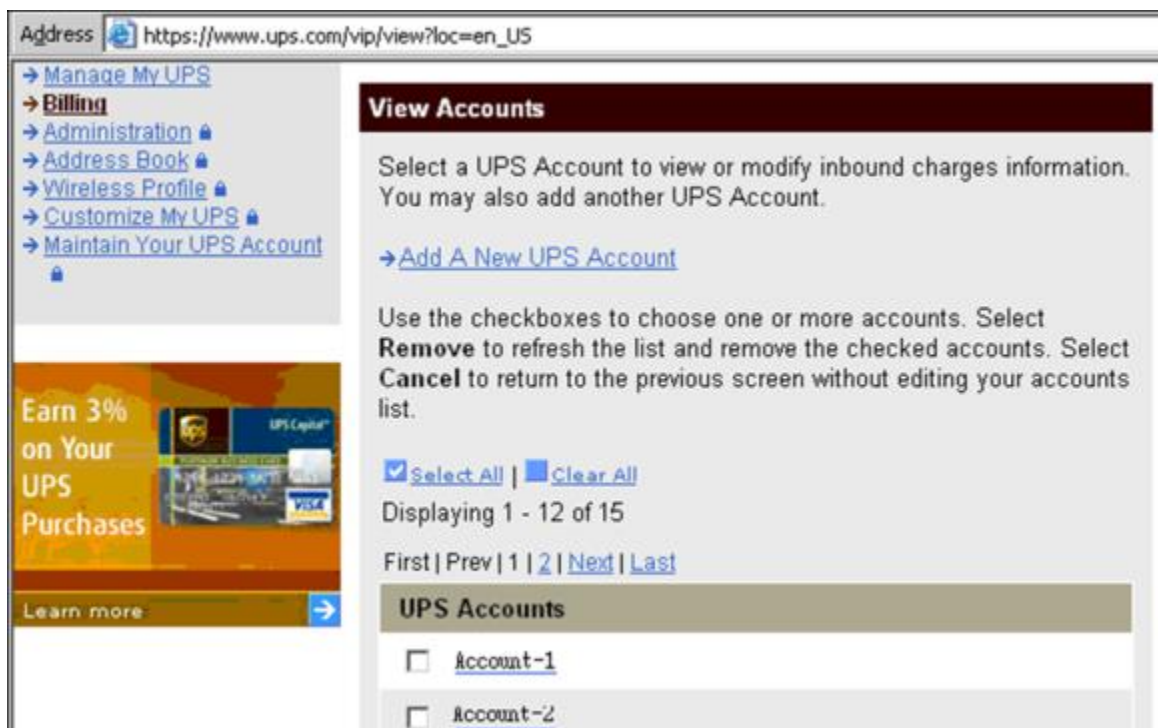 Address https://www.ups.com/vip/view?loc=en_US
Manage My UPS
Billing
Administration
Address Book
Wireless Profile
Customize My UPS
Maintain Your UPS Account
Earn 3%
on Your
UPS
Purchases
ups
UPS Capital
VISA
Learn more
View Accounts
Select a UPS Account to view or modify inbound charges information.
You may also add another UPS Account.
Add A New UPS Account
Use the checkboxes to choose one or more accounts. Select
Remove to refresh the list and remove the checked accounts. Select
Cancel to return to the previous screen without editing your accounts
list.
Select All | Clear All
Displaying 1 - 12 of 15
First | Prev | 1 | 2 | Next | Last
UPS Accounts
Account-1
Account-2